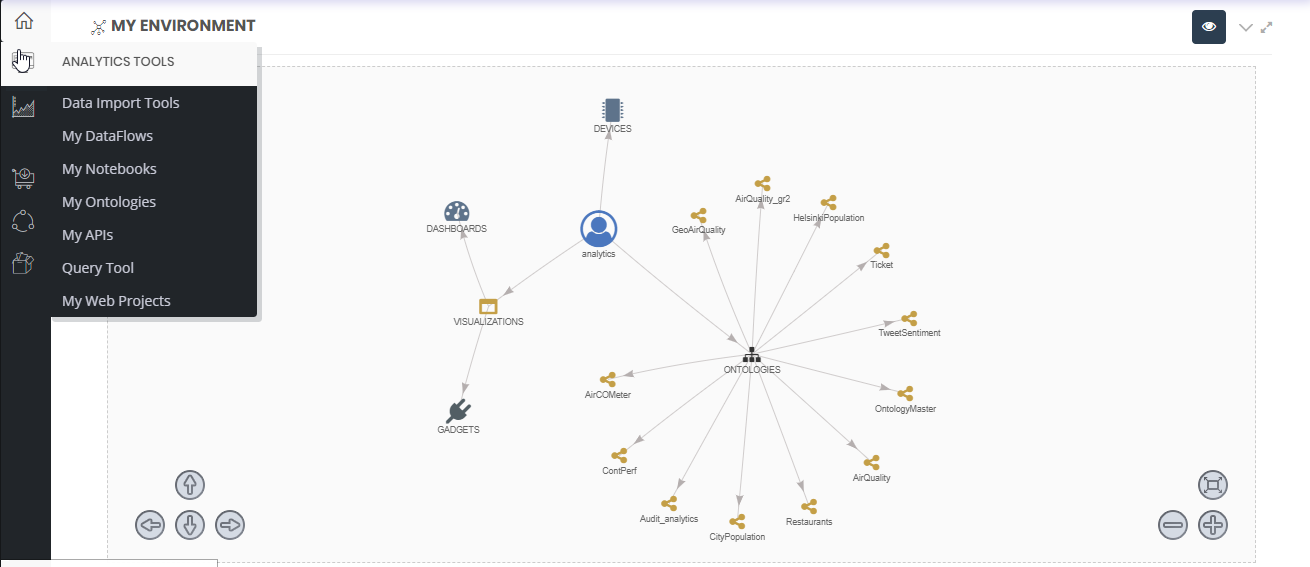 MY ENVIRONMENT
ANALYTICS TOOLS
Data Import Tools
My DataFlows
My Notebooks
My Ontologies
My APIs
Query Tool
My Web Projects
DEVICES
AirQuality_gr2
HelsinkiPopulation
DASHBOARDS
GeoAirQuality
analytics
Ticket
VISUALIZATIONS
TweetSentiment
ONTOLOGIES
AirCOMeter
OntologyMaster
GADGETS
ContPerf
AirQuality
Audit_analytics
Restaurants
CityPopulation